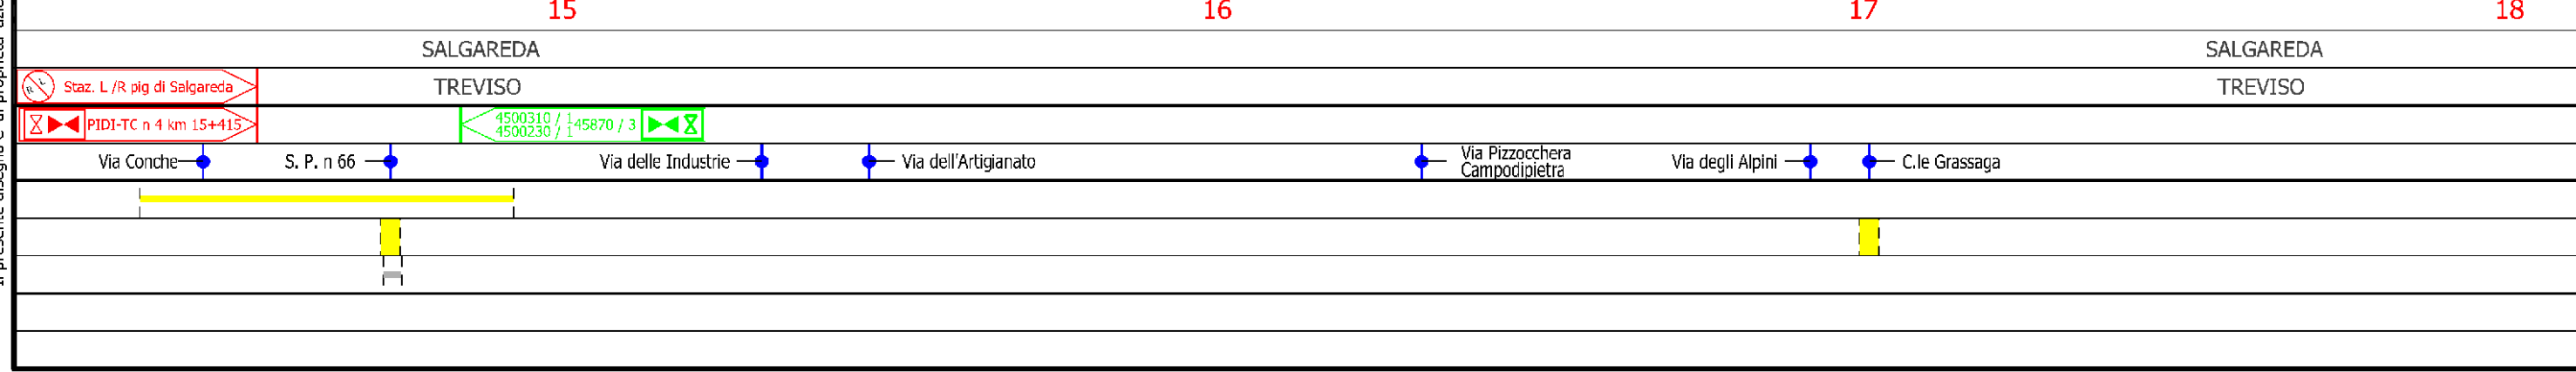 15 16 17 18
SALGAREDA SALGAREDA
R L Staz. L /R pig di Salgareda TREVISO TREVISO
PIDI-TC n 4 km 15+415 4500310 / 1 45870 / 3
4500230 / 1
Via Conche S. P. n 66 Via delle Industrie Via dell'Artigianato Via Pizzocchera Via degli Alpini C.le Grassaga
Campodipietra